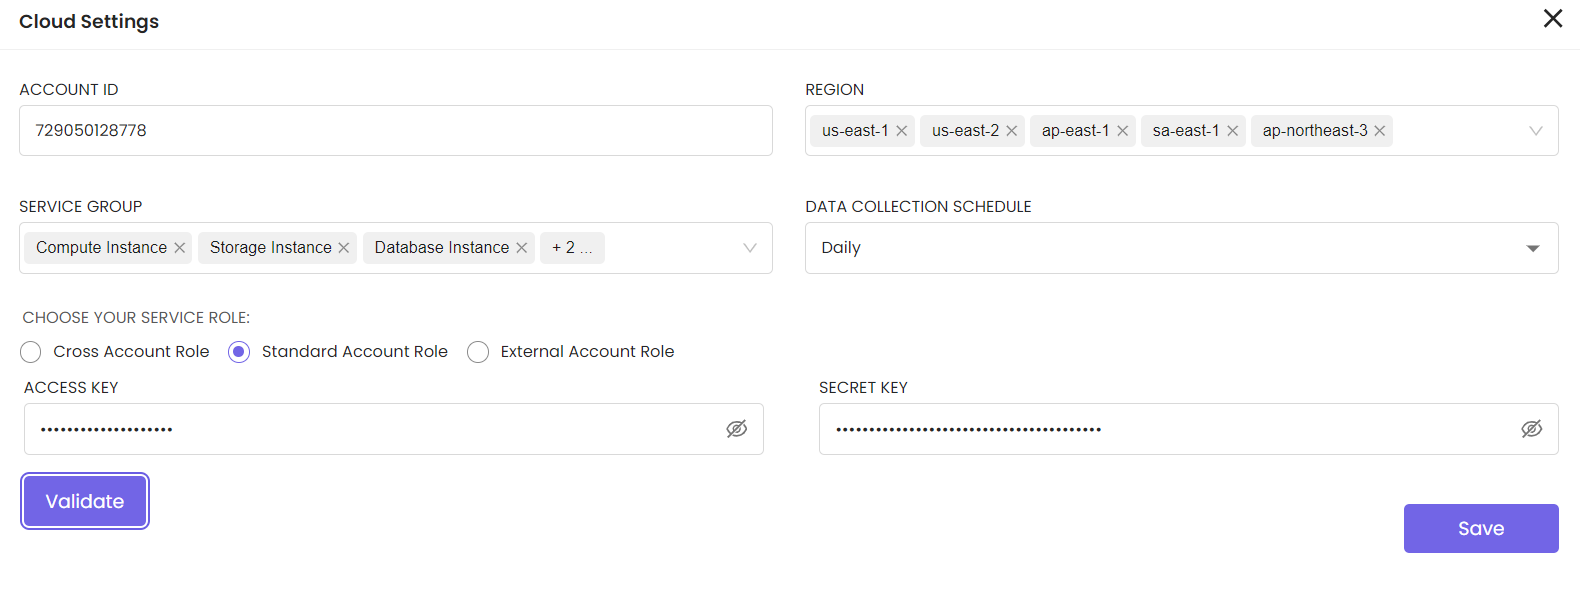 Cloud Settings
ACCOUNT ID
729050128778
REGION
us-east-1 us-east-2 ap-east-1 sa-east-1 ap-northeast-3
SERVICE GROUP
Compute Instance Storage Instance Database Instance + 2 ...
DATA COLLECTION SCHEDULE
Daily
CHOOSE YOUR SERVICE ROLE:
Cross Account Role Standard Account Role External Account Role
ACCESS KEY
SECRET KEY
Validate
Save